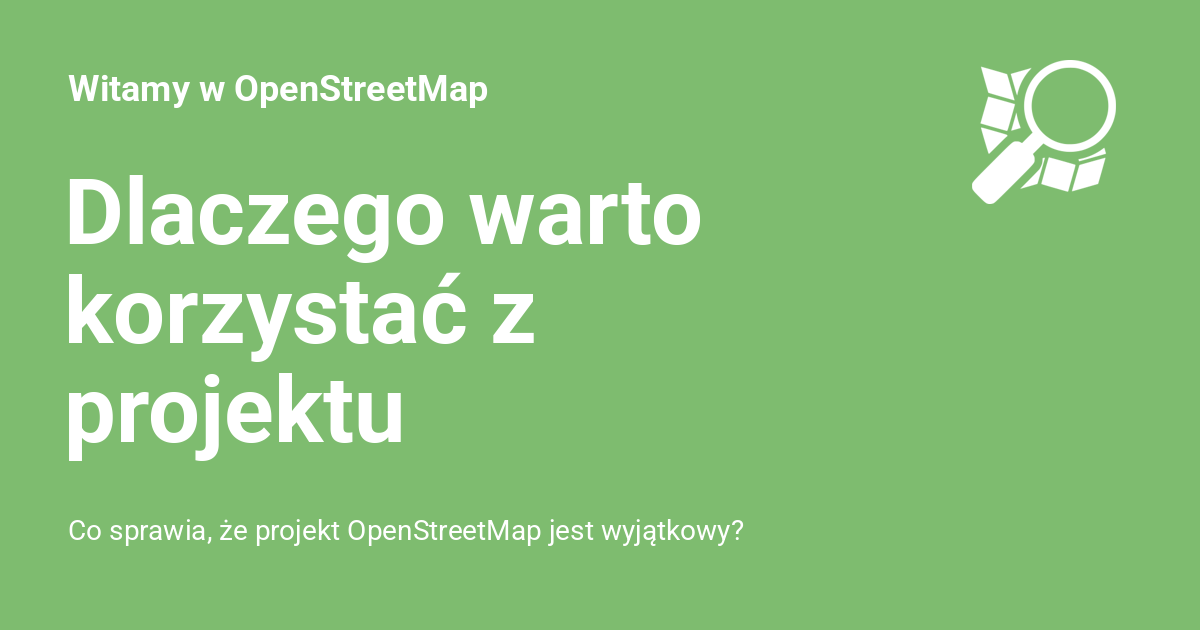 Witamy w OpenStreetMap
Dlaczego warto
korzystać z
projektu
Co sprawia, że projekt OpenStreetMap jest wyjątkowy?